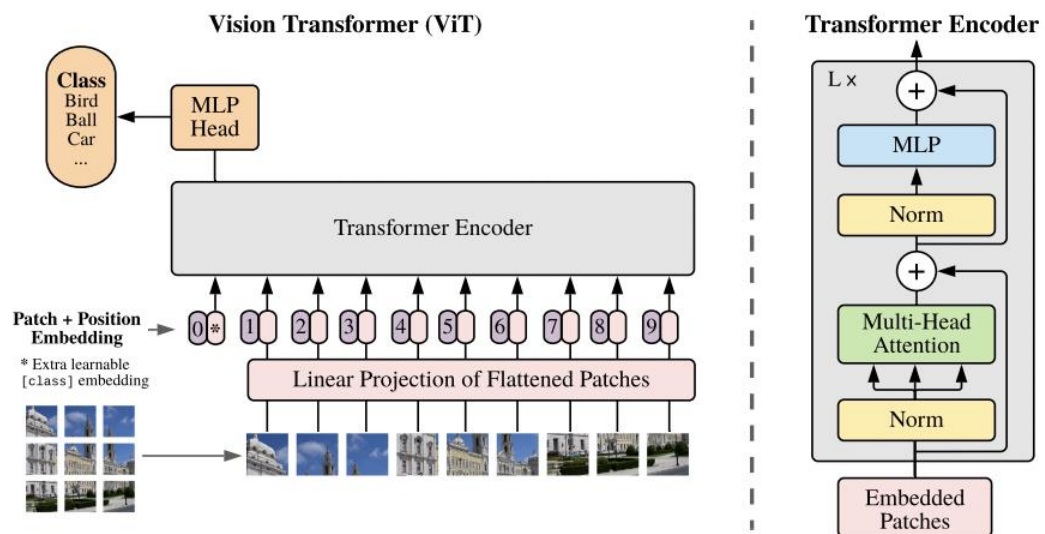 Vision Transformer (ViT)
Class
Bird
Ball
Car
...
MLP
Head
Transformer Encoder
Patch + Position
Embedding
* Extra learnable
[class] embedding
0 * 1 2 3 4 5 6 7 8 9
Linear Projection of Flattened Patches
Transformer Encoder
L ×
+
MLP
Norm
+
Multi-Head
Attention
Norm
Embedded
Patches